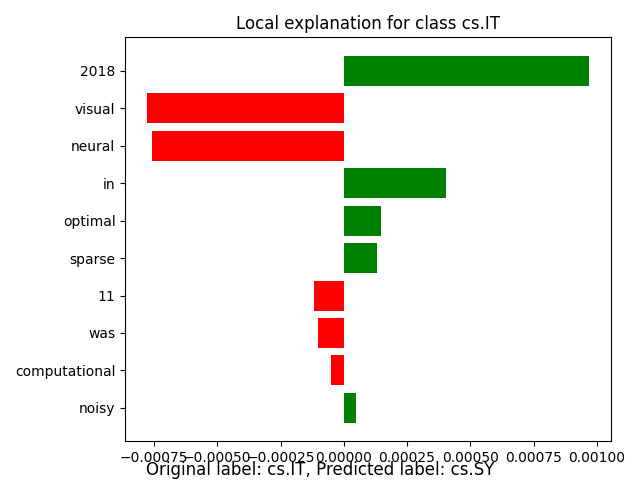 Local explanation for class cs.IT
2018
visual
neural
in
optimal
sparse
11
was
computational
noisy
−0.00075 −0.00050 −0.00025 0.00000 0.00025 0.00050 0.00075 0.00100
Original label: cs.IT, Predicted label: cs.SY